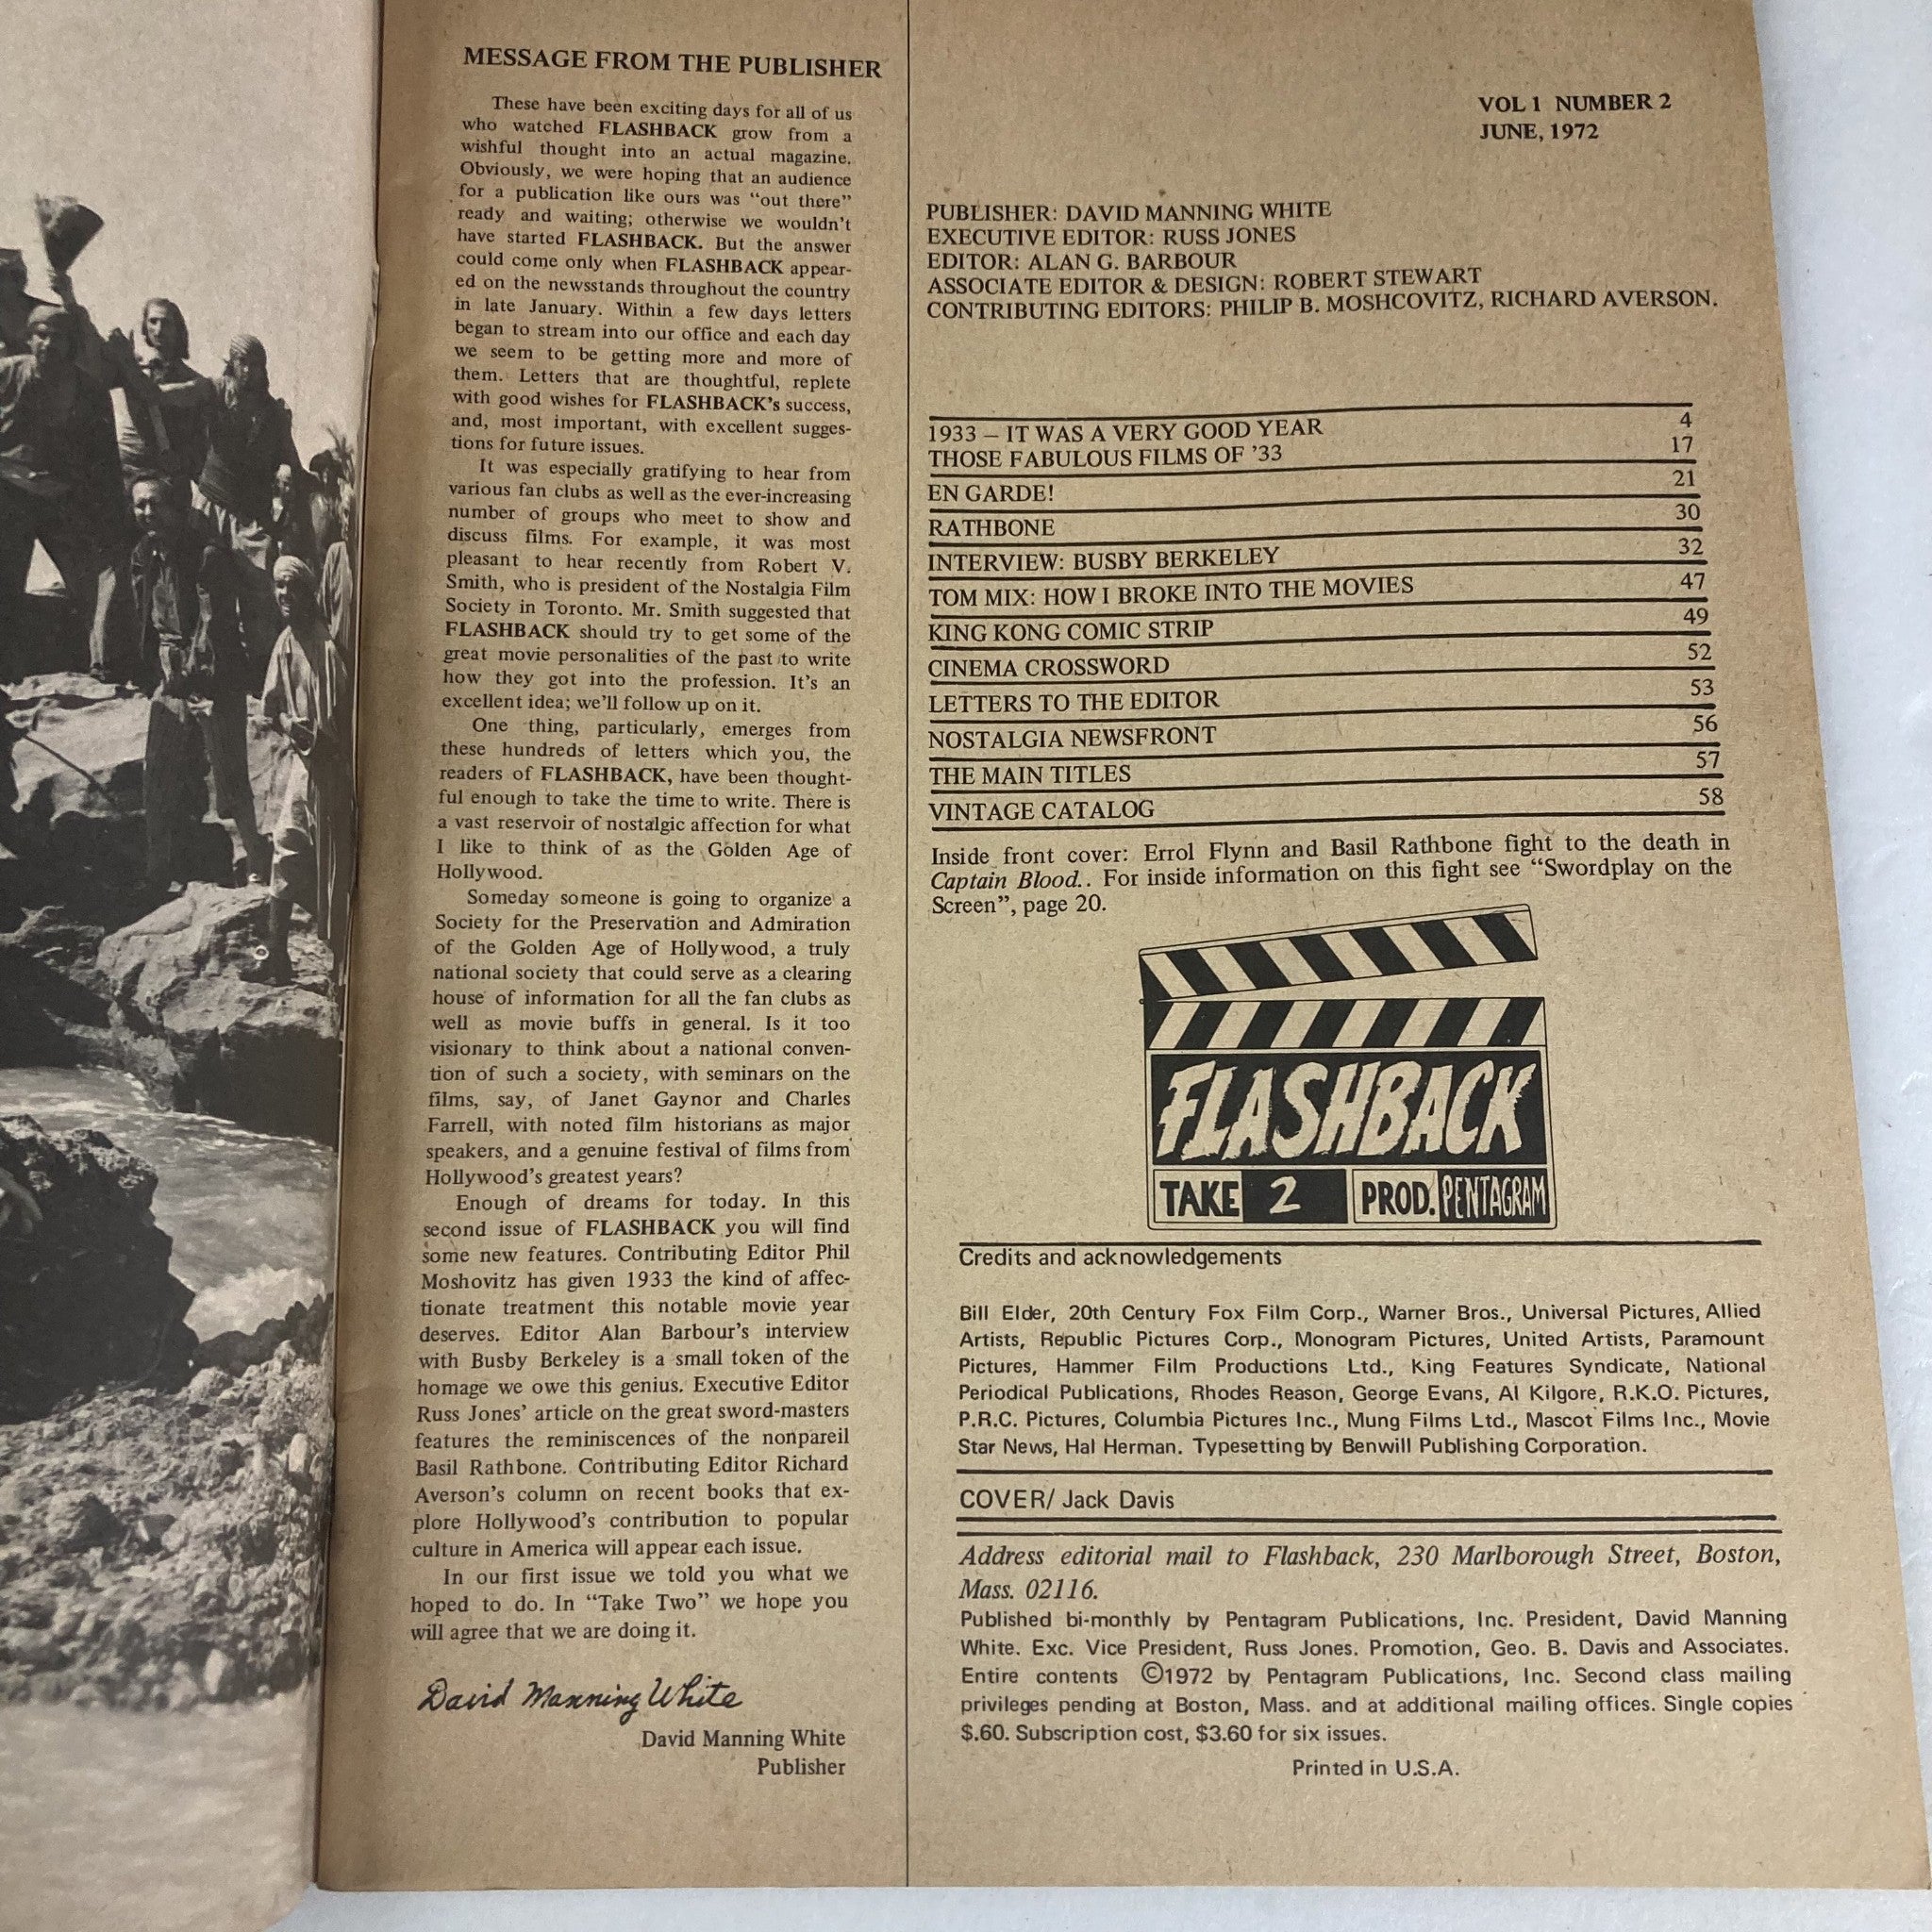 MESSAGE FROM THE PUBLISHER
These have been exciting days for all of us
who watched FLASHBACK grow from a
wishful thought into an actual magazine.
Obviously, we were hoping that an audience
for a publication like ours was “out there”
ready and waiting; otherwise we wouldn’t
have started FLASHBACK. But the answer
could come only when FLASHBACK appear-
ed on the newsstands throughout the country
in late January. Within a few days letters
began to stream into our office and each day
we seem to be getting more and more of
them. Letters that are thoughtful, replete
with good wishes for FLASHBACK’s success,
and, most important, with excellent sugges-
tions for future issues.
It was especially gratifying to hear from
various fan clubs as well as the ever-increasing
number of groups who meet to show and
discuss films. For example, it was most
pleasant to hear recently from Robert V.
Smith, who is president of the Nostalgia Film
Society in Toronto. Mr. Smith suggested that
FLASHBACK should try to get some of the
great movie personalities of the past to write
how they got into the profession. It’s an
excellent idea; we’ll follow up on it.
One thing, particularly, emerges from
these hundreds of letters which you, the
readers of FLASHBACK, have been thought-
ful enough to take the time to write. There is
a vast reservoir of nostalgic affection for what
I like to think of as the Golden Age of
Hollywood.
Someday someone is going to organize a
Society for the Preservation and Admiration
of the Golden Age of Hollywood, a truly
national society that could serve as a clearing
house of information for all the fan clubs as
well as movie buffs in general. Is it too
visionary to think about a national conven-
tion of such a society, with seminars on the
films, say, of Janet Gaynor and Charles
Farrell, with noted film historians as major
speakers, and a genuine festival of films from
Hollywood’s greatest years?
Enough of dreams for today. In this
second issue of FLASHBACK you will find
some new features. Contributing Editor Phil
Moshovitz has given 1933 the kind of affec-
tionate treatment this notable movie year
deserves. Editor Alan Barbour’s interview
with Busby Berkeley is a small token of the
homage we owe this genius. Executive Editor
Russ Jones’ article on the great sword-masters
features the reminiscences of the nonpareil
Basil Rathbone. Contributing Editor Richard
Averson’s column on recent books that ex-
plore Hollywood’s contribution to popular
culture in America will appear each issue.
In our first issue we told you what we
hoped to do. In “Take Two” we hope you
will agree that we are doing it.
David Manning White
David Manning White
Publisher
VOL 1 NUMBER 2
JUNE, 1972
PUBLISHER: DAVID MANNING WHITE
EXECUTIVE EDITOR: RUSS JONES
EDITOR: ALAN G. BARBOUR
ASSOCIATE EDITOR & DESIGN: ROBERT STEWART
CONTRIBUTING EDITORS: PHILIP B. MOSHCOVITZ, RICHARD AVERSON.
1933 – IT WAS A VERY GOOD YEAR 4
THOSE FABULOUS FILMS OF ’33 17
EN GARDE! 21
RATHBONE 30
INTERVIEW: BUSBY BERKELEY 32
TOM MIX: HOW I BROKE INTO THE MOVIES 47
KING KONG COMIC STRIP 49
CINEMA CROSSWORD 52
LETTERS TO THE EDITOR 53
NOSTALGIA NEWSFRONT 56
THE MAIN TITLES 57
VINTAGE CATALOG 58
Inside front cover: Errol Flynn and Basil Rathbone fight to the death in
Captain Blood.. For inside information on this fight see “Swordplay on the
Screen”, page 20.
FLASHBACK
TAKE 2 PROD. PENTAGRAM
Credits and acknowledgements
Bill Elder, 20th Century Fox Film Corp., Warner Bros., Universal Pictures, Allied
Artists, Republic Pictures Corp., Monogram Pictures, United Artists, Paramount
Pictures, Hammer Film Productions Ltd., King Features Syndicate, National
Periodical Publications, Rhodes Reason, George Evans, Al Kilgore, R.K.O. Pictures,
P.R.C. Pictures, Columbia Pictures Inc., Mung Films Ltd., Mascot Films Inc., Movie
Star News, Hal Herman. Typesetting by Benwill Publishing Corporation.
COVER/ Jack Davis
Address editorial mail to Flashback, 230 Marlborough Street, Boston,
Mass. 02116.
Published bi-monthly by Pentagram Publications, Inc. President, David Manning
White. Exc. Vice President, Russ Jones. Promotion, Geo. B. Davis and Associates.
Entire contents ©1972 by Pentagram Publications, Inc. Second class mailing
privileges pending at Boston, Mass. and at additional mailing offices. Single copies
$.60. Subscription cost, $3.60 for six issues.
Printed in U.S.A.